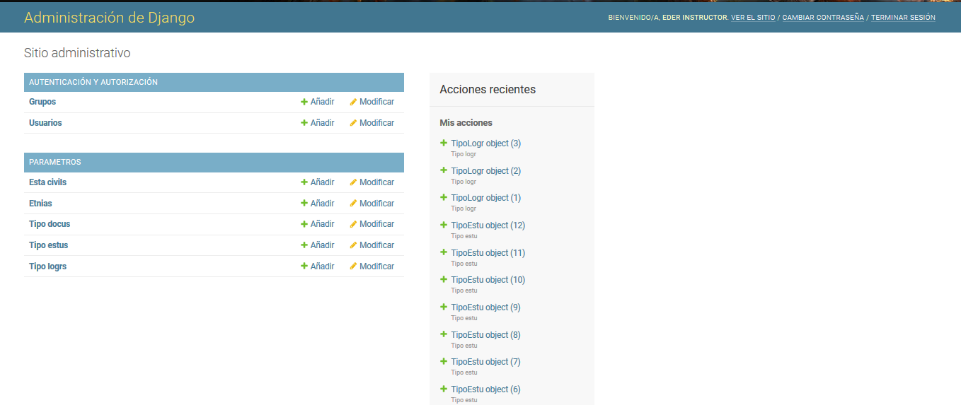 Administración de Django
BIENVENIDO/A, EDER INSTRUCTOR. VER EL SITIO / CAMBIAR CONTRASEÑA / TERMINAR SESIÓN
Sitio administrativo
AUTENTICACIÓN Y AUTORIZACIÓN
Grupos Añadir Modificar
Usuarios Añadir Modificar
PARAMETROS
Esta civils Añadir Modificar
Etnias Añadir Modificar
Tipo docus Añadir Modificar
Tipo estus Añadir Modificar
Tipo logrs Añadir Modificar
Acciones recientes
Mis acciones
TipoLogr object (3)
Tipo logr
TipoLogr object (2)
Tipo logr
TipoLogr object (1)
Tipo logr
TipoEstu object (12)
Tipo estu
TipoEstu object (11)
Tipo estu
TipoEstu object (10)
Tipo estu
TipoEstu object (9)
Tipo estu
TipoEstu object (8)
Tipo estu
TipoEstu object (7)
Tipo estu
TipoEstu object (6)
Tipo estu